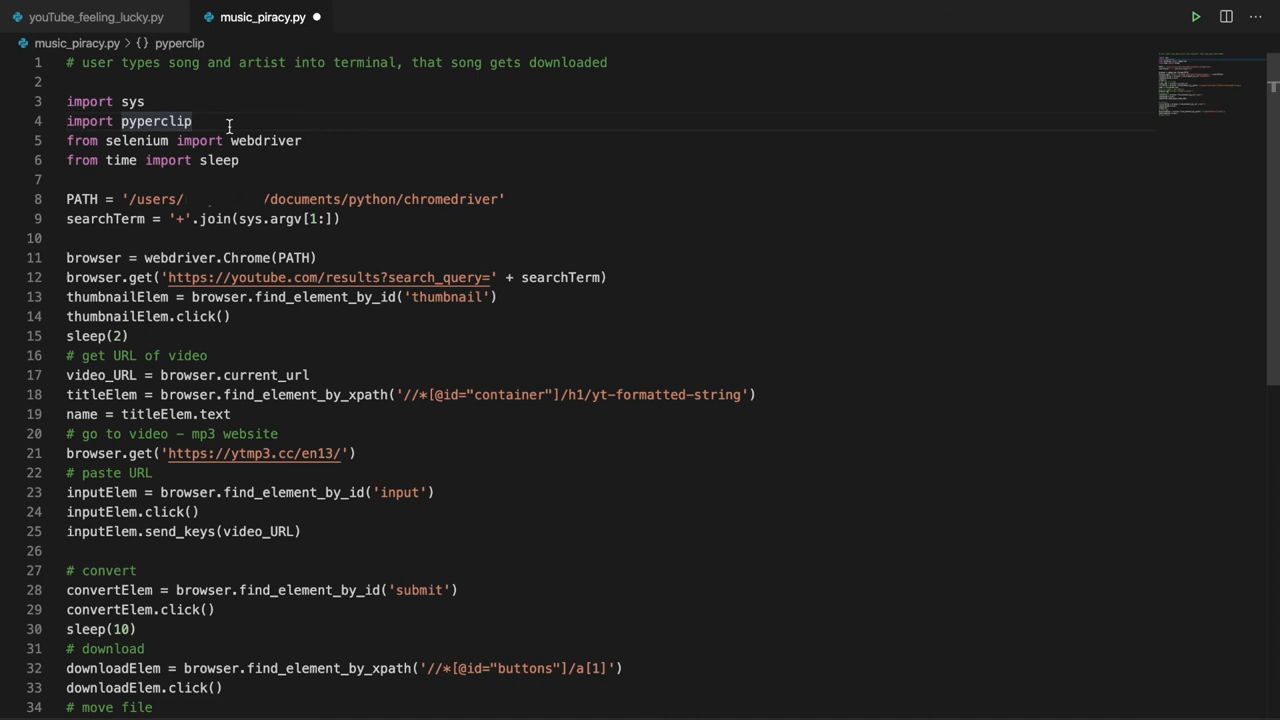 youTube_feeling_lucky.py
music_piracy.py
music_piracy.py > {} pyperclip
1 # user types song and artist into terminal, that song gets downloaded
2
3 import sys
4 import pyperclip
5 from selenium import webdriver
6 from time import sleep
7
8 PATH = '/users/ /documents/python/chromedriver'
9 searchTerm = '+'.join(sys.argv[1:])
10
11 browser = webdriver.Chrome(PATH)
12 browser.get('https://youtube.com/results?search_query=' + searchTerm)
13 thumbnailElem = browser.find_element_by_id('thumbnail')
14 thumbnailElem.click()
15 sleep(2)
16 # get URL of video
17 video_URL = browser.current_url
18 titleElem = browser.find_element_by_xpath('//*[@id="container"]/h1/yt-formatted-string')
19 name = titleElem.text
20 # go to video - mp3 website
21 browser.get('https://ytmp3.cc/en13/')
22 # paste URL
23 inputElem = browser.find_element_by_id('input')
24 inputElem.click()
25 inputElem.send_keys(video_URL)
26
27 # convert
28 convertElem = browser.find_element_by_id('submit')
29 convertElem.click()
30 sleep(10)
31 # download
32 downloadElem = browser.find_element_by_xpath('//*[@id="buttons"]/a[1]')
33 downloadElem.click()
34 # move file